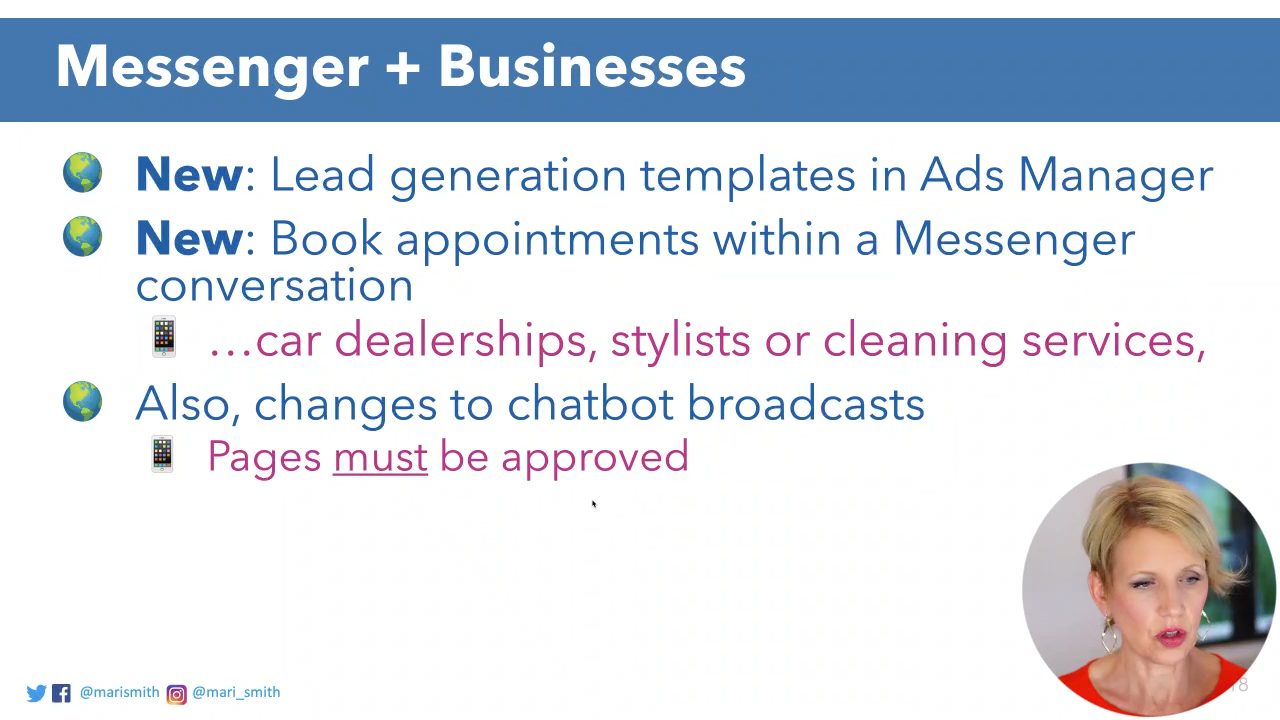 Messenger + Businesses
New: Lead generation templates in Ads Manager
New: Book appointments within a Messenger
conversation
…car dealerships, stylists or cleaning services,
Also, changes to chatbot broadcasts
Pages must be approved
@marismith @mari_smith